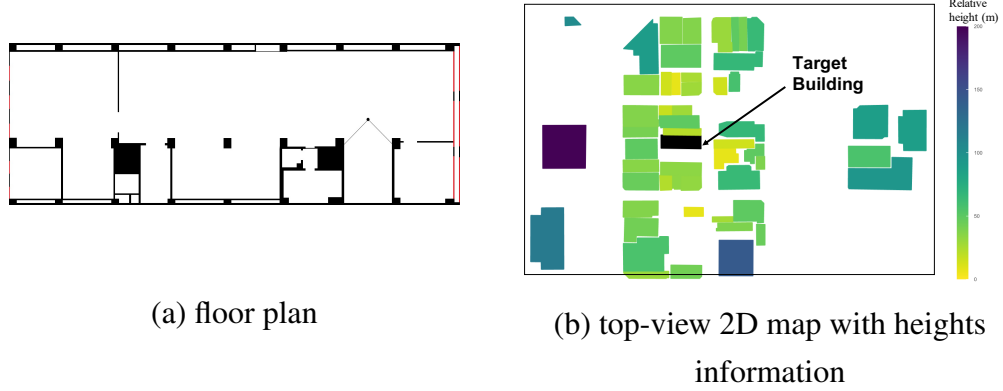 Relative
height (m)
200
150
100
50
0
Target
Building
(a) floor plan
(b) top-view 2D map with heights
information